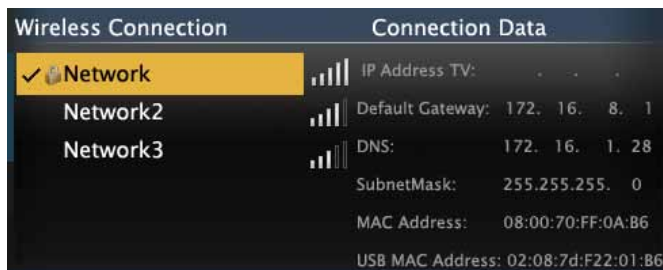 Wireless Connection
Connection Data
Network
Network2
Network3
IP Address TV: . . .
Default Gateway: 172. 16. 8. 1
DNS: 172. 16. 1. 28
SubnetMask: 255.255.255. 0
MAC Address: 08:00:70:FF:0A:B6
USB MAC Address: 02:08:7d:F22:01:B6